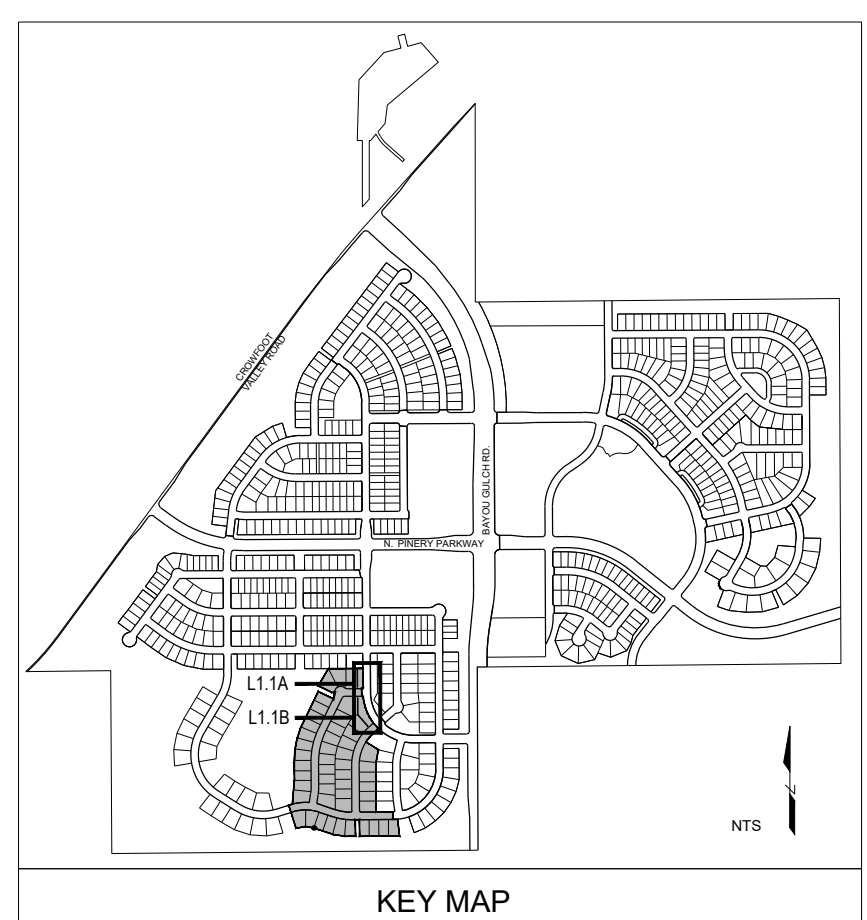 CROWFOOT
VALLEY ROAD
BAYOU GULCH RD.
N. PINERY PARKWAY
L1.1A
L1.1B
N
NTS
KEY MAP